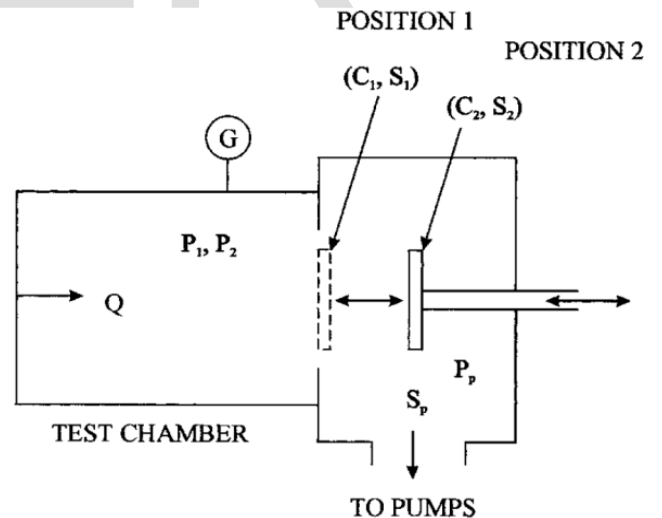 POSITION 1
POSITION 2
(C₁, S₁)
(C₂, S₂)
G
P₁, P₂
Q
Pₚ
Sₚ
TEST CHAMBER
TO PUMPS